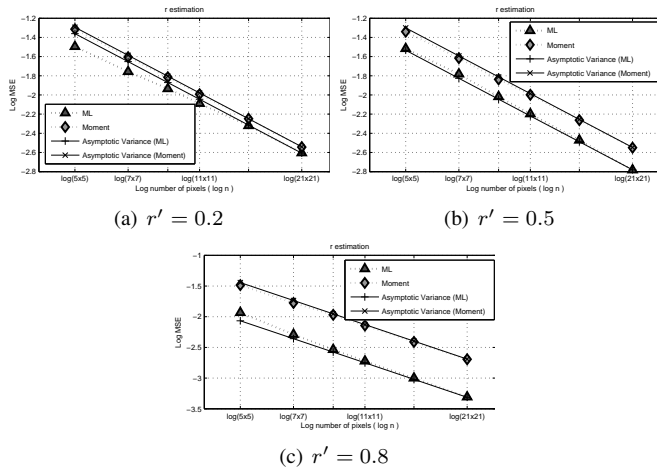 r estimation
−1.2
−1.4
−1.6
−1.8
−2
−2.2
−2.4
−2.6
−2.8
Log MSE
ML
Moment
Asymptotic Variance (ML)
Asymptotic Variance (Moment)
log(5x5) log(7x7) log(11x11) log(21x21)
Log number of pixels ( log n )
(a) r′ = 0.2
r estimation
−1.2
−1.4
−1.6
−1.8
−2
−2.2
−2.4
−2.6
−2.8
Log MSE
ML
Moment
Asymptotic Variance (ML)
Asymptotic Variance (Moment)
log(5x5) log(7x7) log(11x11) log(21x21)
Log number of pixels ( log n )
(b) r′ = 0.5
r estimation
−1
−1.5
−2
−2.5
−3
−3.5
Log MSE
ML
Moment
Asymptotic Variance (ML)
Asymptotic Variance (Moment)
log(5x5) log(7x7) log(11x11) log(21x21)
Log number of pixels ( log n )
(c) r′ = 0.8